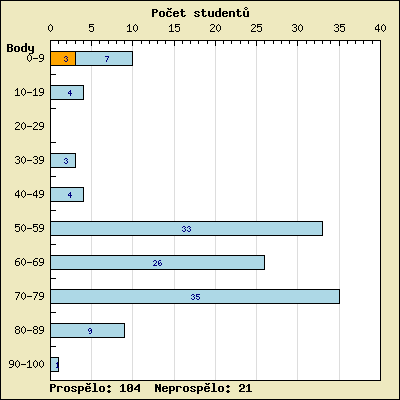 Počet studentů
0 5 10 15 20 25 30 35 40
Body
0-9 3 7
10-19 4
20-29
30-39 3
40-49 4
50-59 33
60-69 26
70-79 35
80-89 9
90-100 1
Prospělo: 104 Neprospělo: 21